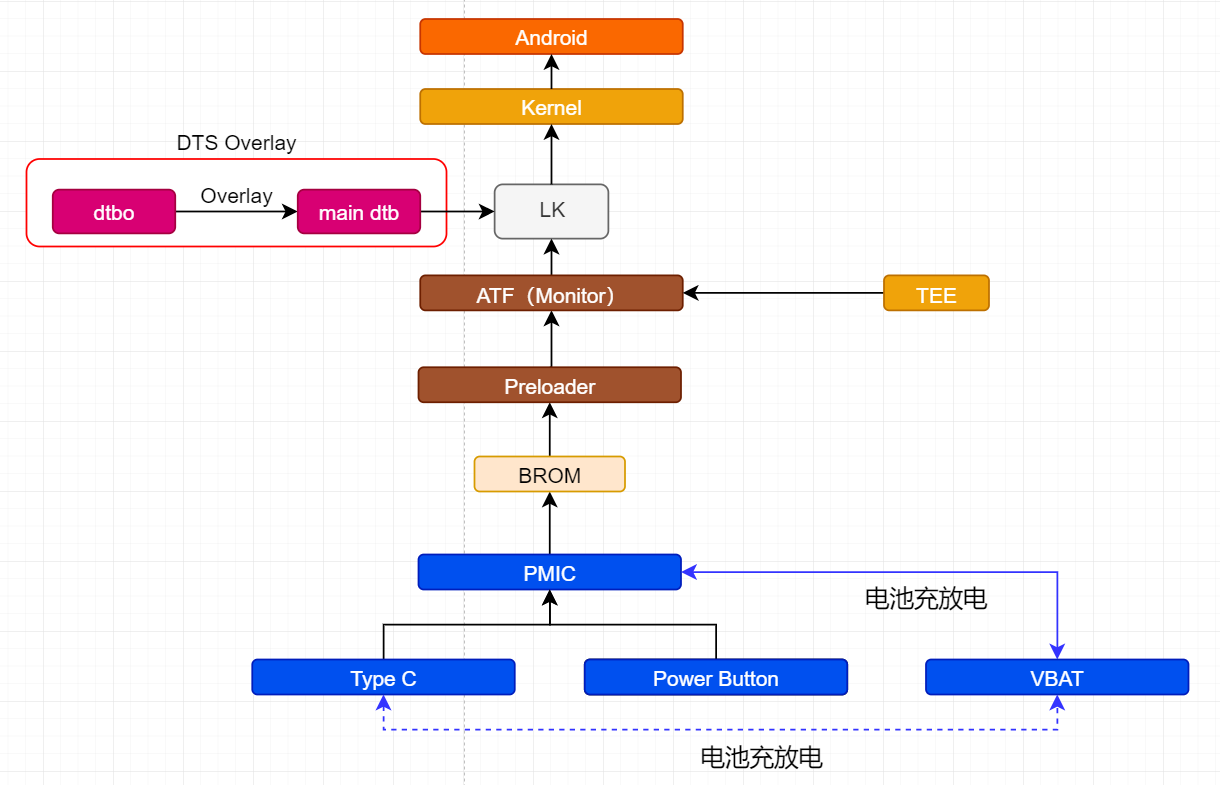 Android
Kernel
DTS Overlay
dtbo
Overlay
main dtb
LK
ATF（Monitor）
TEE
Preloader
BROM
PMIC
电池充放电
Type C
Power Button
VBAT
电池充放电